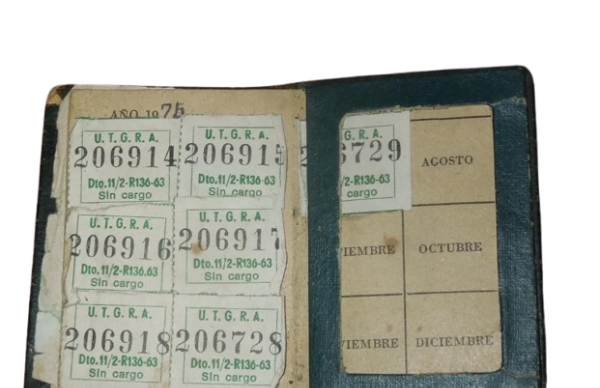 AÑO 1975
U. T. G. R. A.
206914
Dto.11/2-R136-63
Sin cargo
U. T. G. R. A.
206915
Dto.11/2-R136-63
Sin cargo
U. T. G. R. A.
206916
Dto.11/2-R136-63
Sin cargo
U. T. G. R. A.
206917
Dto.11/2-R136-63
Sin cargo
U. T. G. R. A.
206918
Dto.11/2-R136-63
Sin cargo
U. T. G. R. A.
206728
Dto.11/2-R136-63
Sin cargo
G. R. A.
6729
/2-R136-63
cargo
AGOSTO
IEMBRE
OCTUBRE
IEMBRE
DICIEMBRE